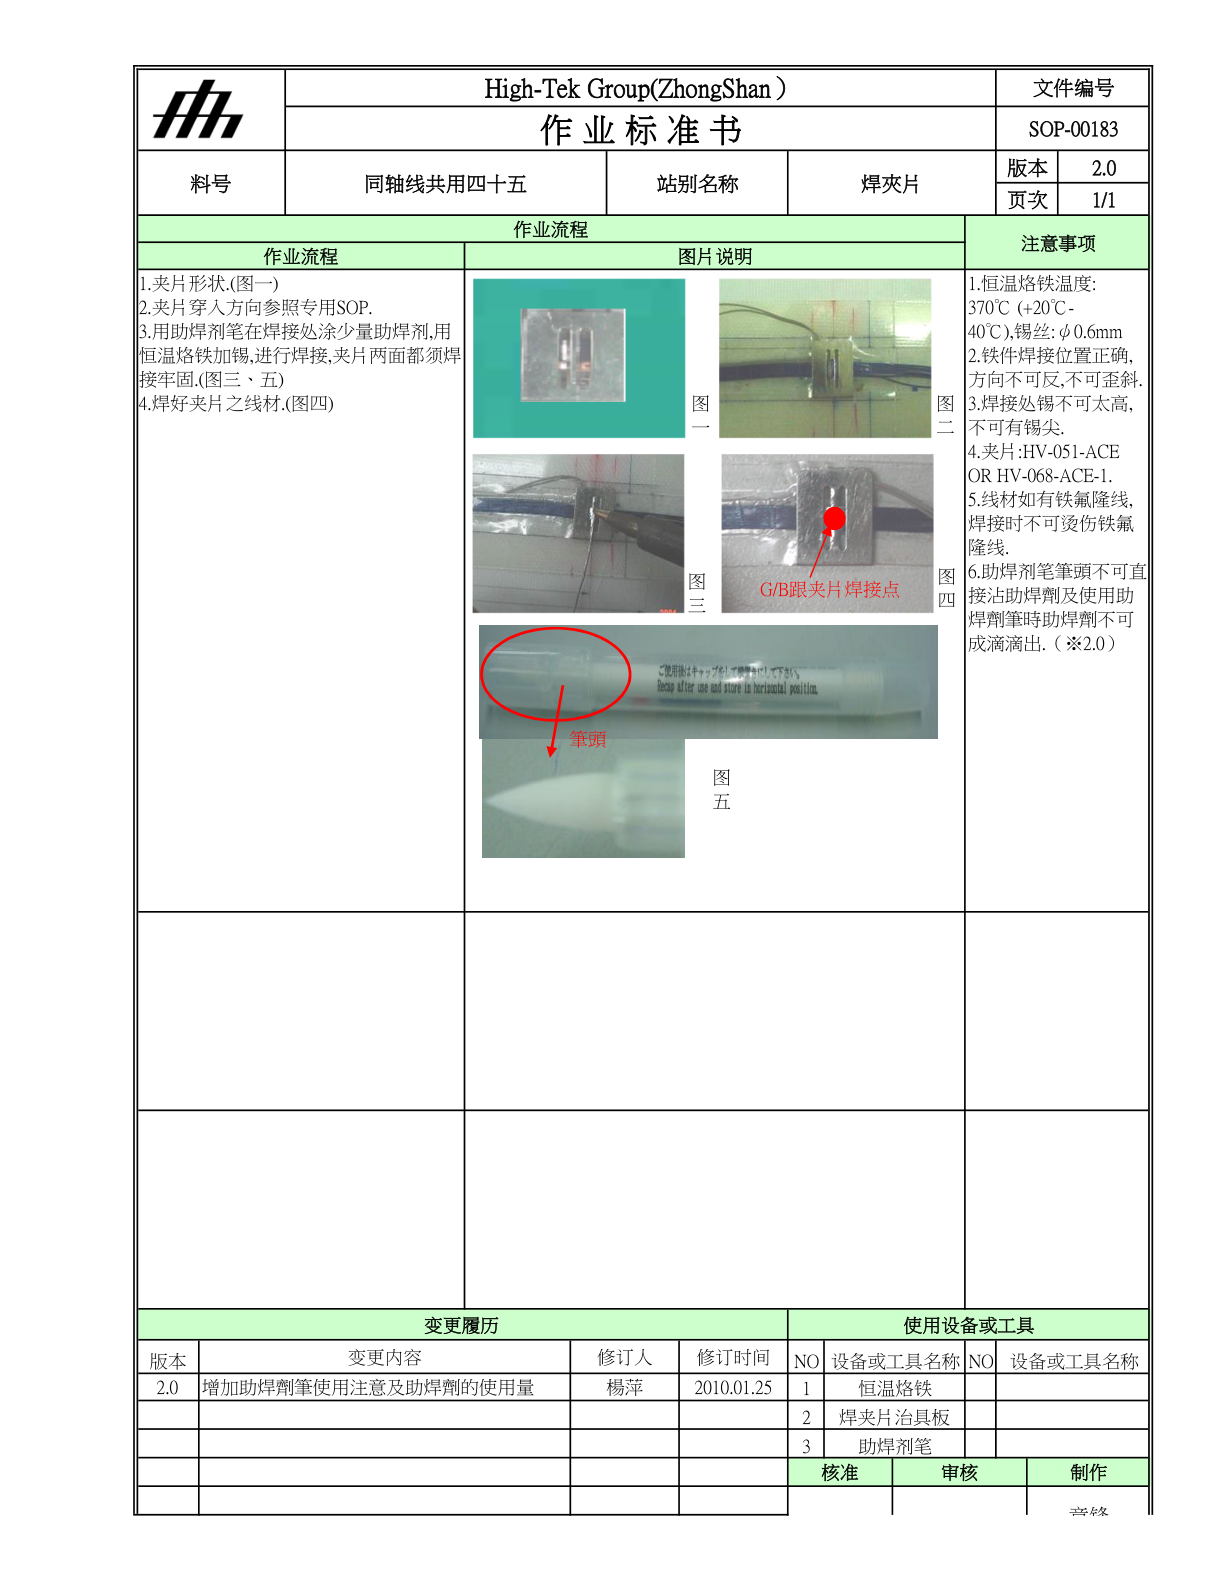 High-Tek Group(ZhongShan）
文件编号
作 业 标 准 书
SOP-00183
料号
同轴线共用四十五
站别名称
焊夾片
版本
2.0
页次
1/1
作业流程
注意事项
作业流程
图片说明
1.夹片形状.(图一)
2.夹片穿入方向参照专用SOP.
3.用助焊剂笔在焊接处涂少量助焊剂,用
恒温烙铁加锡,进行焊接,夹片两面都须焊
接牢固.(图三、五)
4.焊好夹片之线材.(图四)
图
一
图
二
图
三
图
四
G/B跟夹片焊接点
ご使用後はキャップをして横置きにして下さい。
Recap after use and store in horizontal position.
筆頭
图
五
1.恒温烙铁温度:
370℃ (+20℃-
40℃),锡丝:φ0.6mm
2.铁件焊接位置正确,
方向不可反,不可歪斜.
3.焊接处锡不可太高,
不可有锡尖.
4.夹片:HV-051-ACE
OR HV-068-ACE-1.
5.线材如有铁氟隆线,
焊接时不可烫伤铁氟
隆线.
6.助焊剂笔筆頭不可直
接沾助焊劑及使用助
焊劑筆時助焊劑不可
成滴滴出.（※2.0）
变更履历
使用设备或工具
版本
变更内容
修订人
修订时间
NO
设备或工具名称
NO
设备或工具名称
2.0
增加助焊劑筆使用注意及助焊劑的使用量
楊萍
2010.01.25
1
恒温烙铁
2
焊夹片治具板
3
助焊剂笔
核准
审核
制作